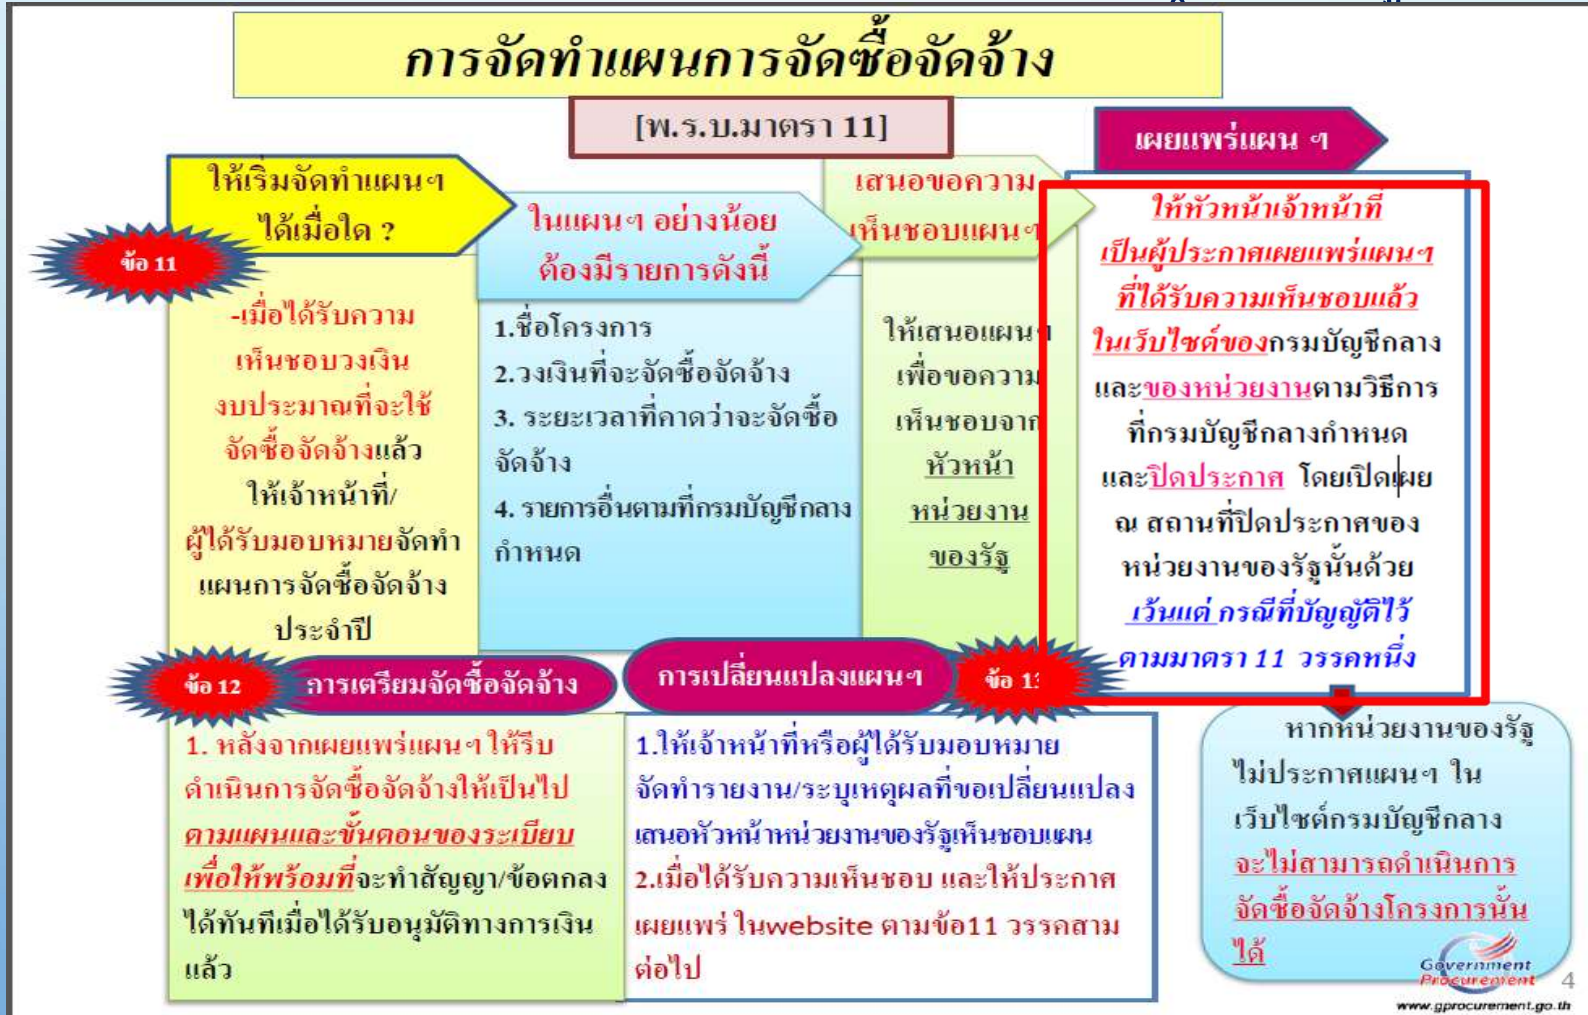 การจัดทำแผนการจัดซื้อจัดจ้าง
[พ.ร.บ.มาตรา 11]
ให้เริ่มจัดทำแผนฯ
ได้เมื่อใด ?
ข้อ 11
-เมื่อได้รับความ
เห็นชอบวงเงิน
งบประมาณที่จะใช้
จัดซื้อจัดจ้างแล้ว
ให้เจ้าหน้าที่/
ผู้ได้รับมอบหมายจัดทำ
แผนการจัดซื้อจัดจ้าง
ประจำปี
ในแผนฯ อย่างน้อย
ต้องมีรายการดังนี้
1.ชื่อโครงการ
2.วงเงินที่จะจัดซื้อจัดจ้าง
3. ระยะเวลาที่คาดว่าจะจัดซื้อ
จัดจ้าง
4. รายการอื่นตามที่กรมบัญชีกลาง
กำหนด
เสนอขอความ
เห็นชอบแผนฯ
ให้เสนอแผนฯ
เพื่อขอความ
เห็นชอบจาก
หัวหน้า
หน่วยงาน
ของรัฐ
เผยแพร่แผน ฯ
ให้หัวหน้าเจ้าหน้าที่
เป็นผู้ประกาศเผยแพร่แผนฯ
ที่ได้รับความเห็นชอบแล้ว
ในเว็บไซต์ของกรมบัญชีกลาง
และของหน่วยงานตามวิธีการ
ที่กรมบัญชีกลางกำหนด
และปิดประกาศ โดยเปิดเผย
ณ สถานที่ปิดประกาศของ
หน่วยงานของรัฐนั้นด้วย
เว้นแต่ กรณีที่บัญญัติไว้
ตามมาตรา 11 วรรคหนึ่ง
ข้อ 12
การเตรียมจัดซื้อจัดจ้าง
1. หลังจากเผยแพร่แผนฯ ให้รีบ
ดำเนินการจัดซื้อจัดจ้างให้เป็นไป
ตามแผนและขั้นตอนของระเบียบ
เพื่อให้พร้อมที่จะทำสัญญา/ข้อตกลง
ได้ทันทีเมื่อได้รับอนุมัติทางการเงิน
แล้ว
การเปลี่ยนแปลงแผนฯ
ข้อ 13
1.ให้เจ้าหน้าที่หรือผู้ได้รับมอบหมาย
จัดทำรายงาน/ระบุเหตุผลที่ขอเปลี่ยนแปลง
เสนอหัวหน้าหน่วยงานของรัฐเห็นชอบแผน
2.เมื่อได้รับความเห็นชอบ และให้ประกาศ
เผยแพร่ ในwebsite ตามข้อ11 วรรคสาม
ต่อไป
หากหน่วยงานของรัฐ
ไม่ประกาศแผนฯ ใน
เว็บไซต์กรมบัญชีกลาง
จะไม่สามารถดำเนินการ
จัดซื้อจัดจ้างโครงการนั้น
ได้
Government
Procurement
www.gprocurement.go.th
4